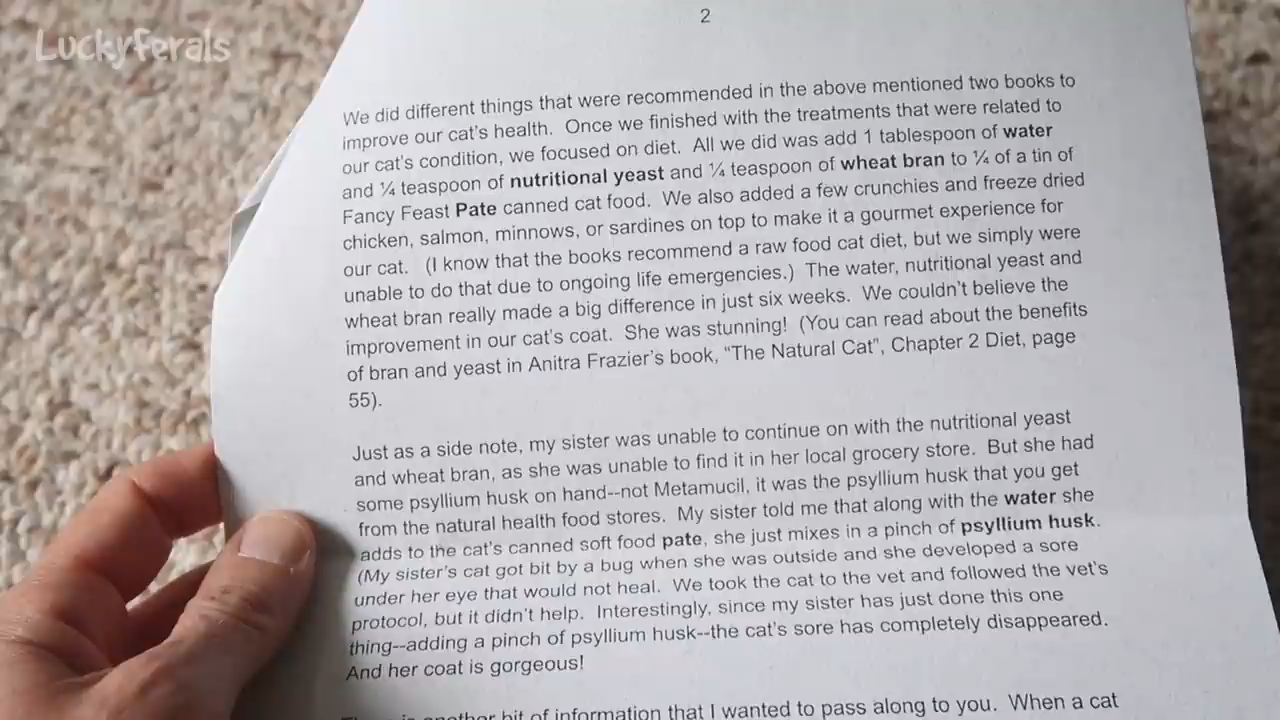 LuckyFerals
2
We did different things that were recommended in the above mentioned two books to
improve our cat's health. Once we finished with the treatments that were related to
our cat's condition, we focused on diet. All we did was add 1 tablespoon of water
and ¼ teaspoon of nutritional yeast and ¼ teaspoon of wheat bran to ¼ of a tin of
Fancy Feast Pate canned cat food. We also added a few crunchies and freeze dried
chicken, salmon, minnows, or sardines on top to make it a gourmet experience for
our cat. (I know that the books recommend a raw food cat diet, but we simply were
unable to do that due to ongoing life emergencies.) The water, nutritional yeast and
wheat bran really made a big difference in just six weeks. We couldn't believe the
improvement in our cat's coat. She was stunning! (You can read about the benefits
of bran and yeast in Anitra Frazier's book, "The Natural Cat", Chapter 2 Diet, page
55).
Just as a side note, my sister was unable to continue on with the nutritional yeast
and wheat bran, as she was unable to find it in her local grocery store. But she had
some psyllium husk on hand--not Metamucil, it was the psyllium husk that you get
from the natural health food stores. My sister told me that along with the water she
adds to the cat's canned soft food pate, she just mixes in a pinch of psyllium husk.
(My sister's cat got bit by a bug when she was outside and she developed a sore
under her eye that would not heal. We took the cat to the vet and followed the vet's
protocol, but it didn't help. Interestingly, since my sister has just done this one
thing--adding a pinch of psyllium husk--the cat's sore has completely disappeared.
And her coat is gorgeous!
another bit of information that I wanted to pass along to you. When a cat